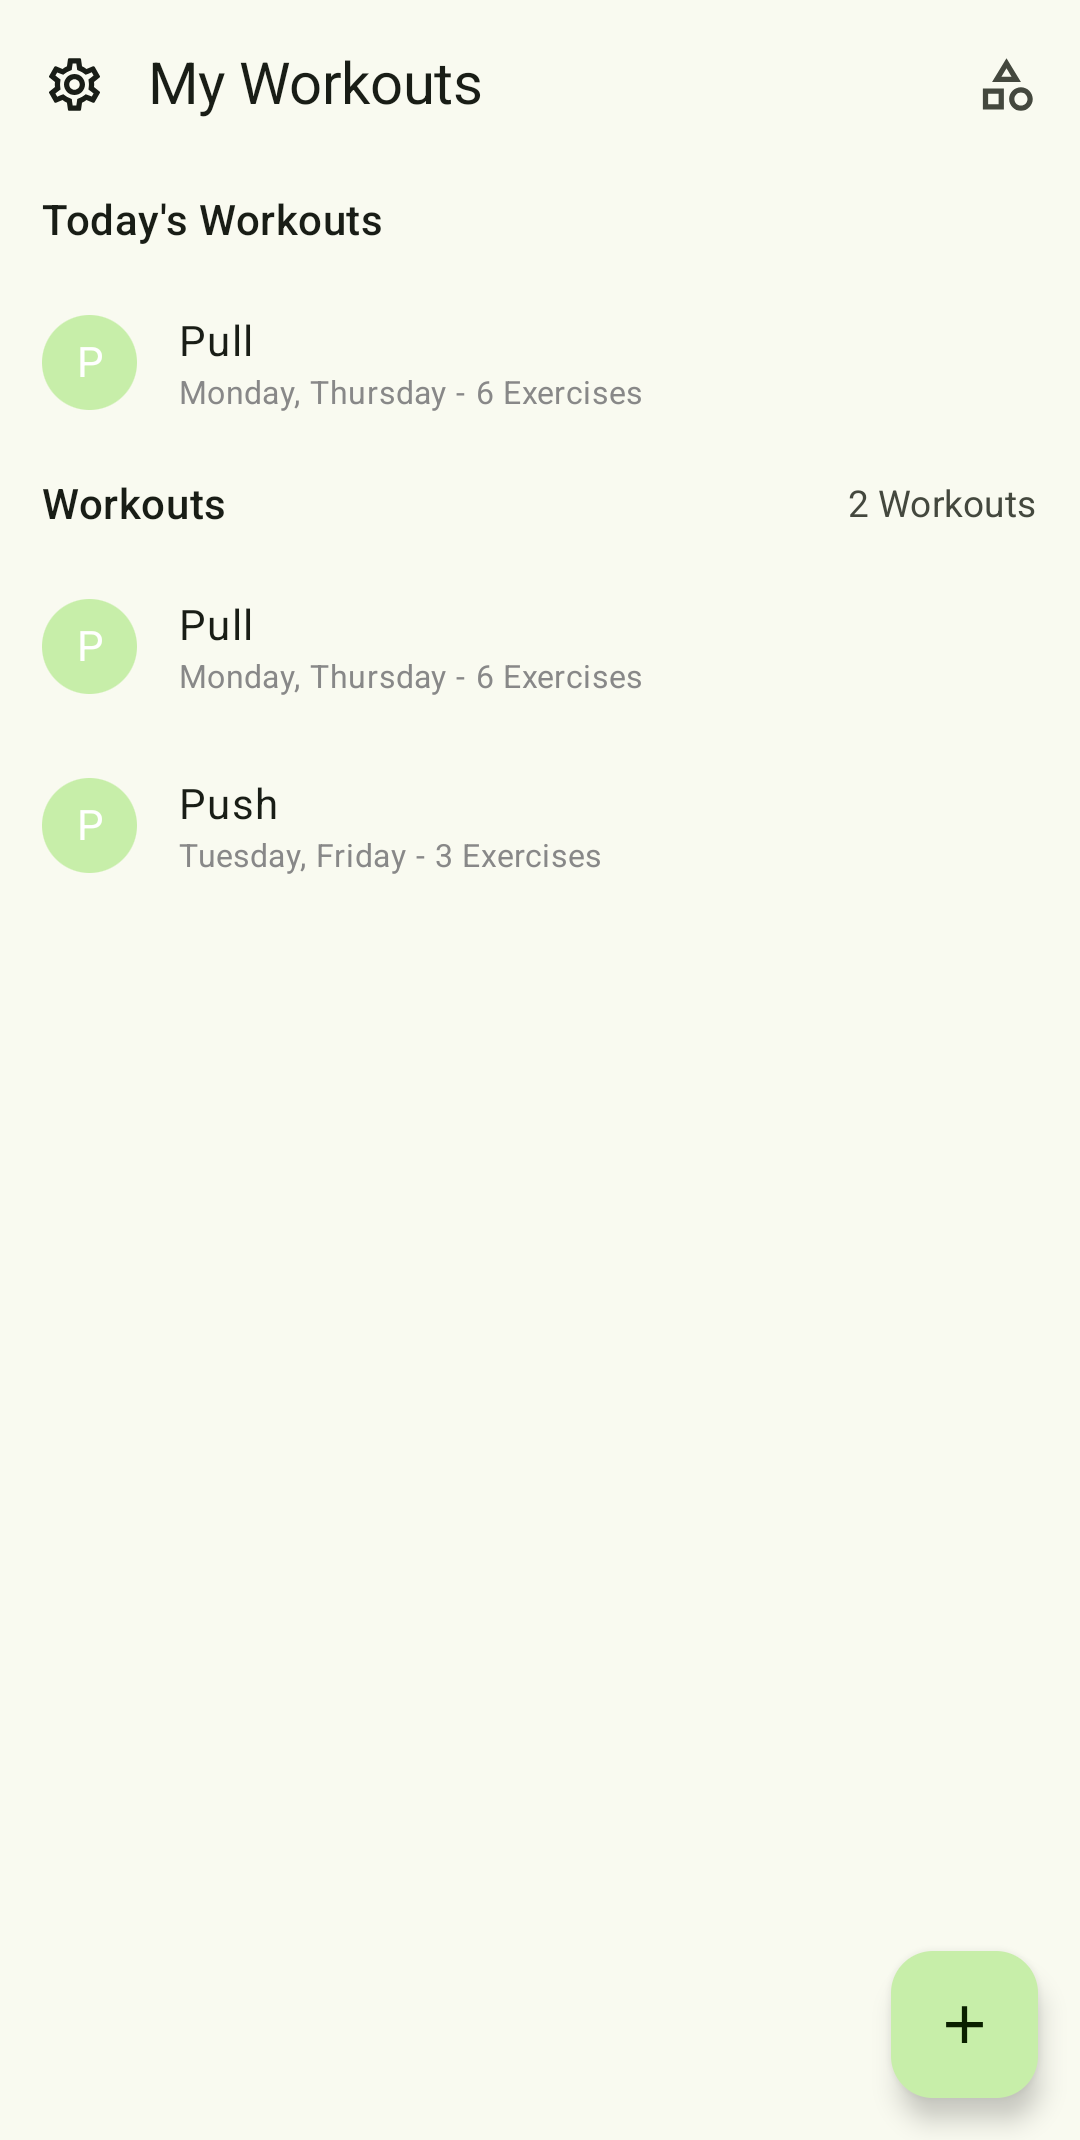 My Workouts
Today's Workouts
P
Pull
Monday, Thursday - 6 Exercises
Workouts
2 Workouts
P
Pull
Monday, Thursday - 6 Exercises
P
Push
Tuesday, Friday - 3 Exercises